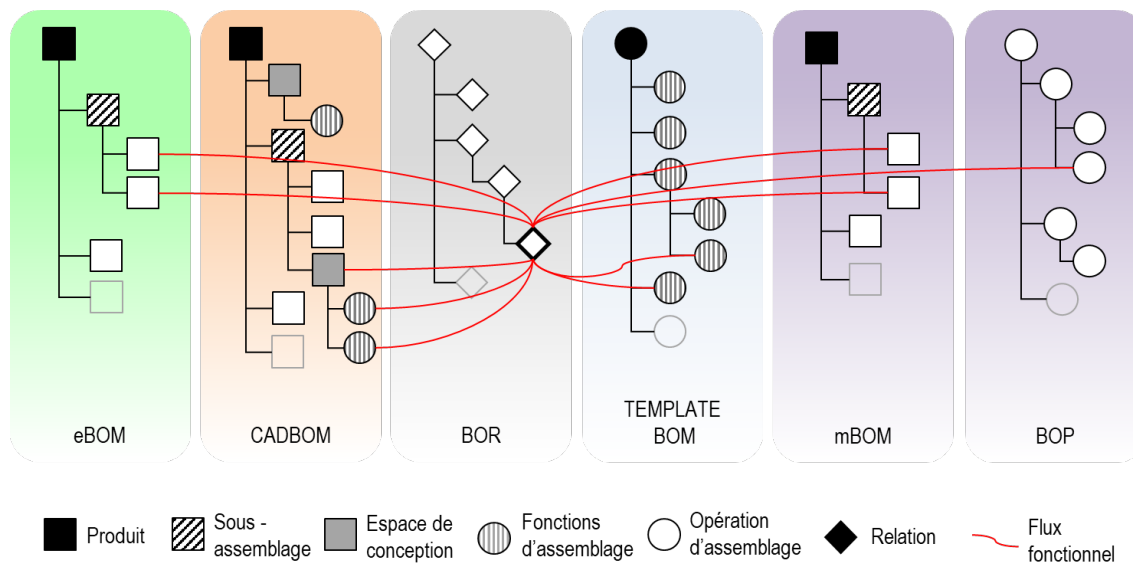 eBOM
CADBOM
BOR
TEMPLATE
BOM
mBOM
BOP
Produit
Sous -
assemblage
Espace de
conception
Fonctions
d’assemblage
Opération
d’assemblage
Relation
Flux
fonctionnel